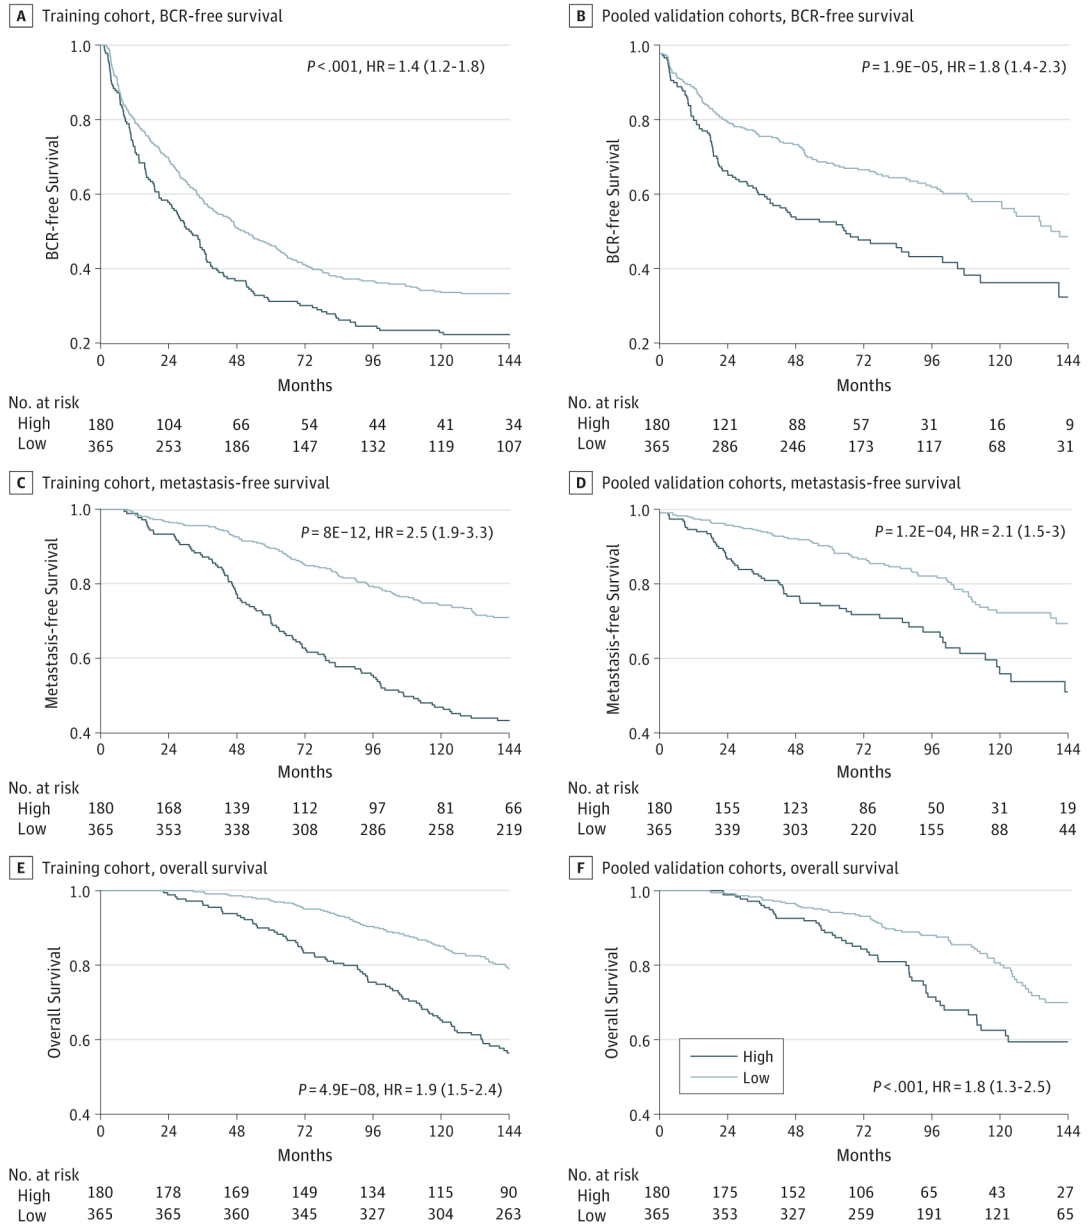 A Training cohort, BCR-free survival
1.0
0.8
0.6
0.4
0.2
BCR-free Survival
P < .001, HR = 1.4 (1.2-1.8)
0 24 48 72 96 120 144
Months
No. at risk
High 180 104 66 54 44 41 34
Low 365 253 186 147 132 119 107
B Pooled validation cohorts, BCR-free survival
1.0
0.8
0.6
0.4
0.2
BCR-free Survival
P = 1.9E−05, HR = 1.8 (1.4-2.3)
0 24 48 72 96 120 144
Months
No. at risk
High 180 121 88 57 31 16 9
Low 365 286 246 173 117 68 31
C Training cohort, metastasis-free survival
1.0
0.8
0.6
0.4
Metastasis-free Survival
P = 8E−12, HR = 2.5 (1.9-3.3)
0 24 48 72 96 120 144
Months
No. at risk
High 180 168 139 112 97 81 66
Low 365 353 338 308 286 258 219
D Pooled validation cohorts, metastasis-free survival
1.0
0.8
0.6
0.4
Metastasis-free Survival
P = 1.2E−04, HR = 2.1 (1.5-3)
0 24 48 72 96 120 144
Months
No. at risk
High 180 155 123 86 50 31 19
Low 365 339 303 220 155 88 44
E Training cohort, overall survival
1.0
0.8
0.6
0.4
Overall Survival
P = 4.9E−08, HR = 1.9 (1.5-2.4)
0 24 48 72 96 120 144
Months
No. at risk
High 180 178 169 149 134 115 90
Low 365 365 360 345 327 304 263
F Pooled validation cohorts, overall survival
1.0
0.8
0.6
0.4
Overall Survival
High
Low
P < .001, HR = 1.8 (1.3-2.5)
0 24 48 72 96 120 144
Months
No. at risk
High 180 175 152 106 65 43 27
Low 365 353 327 259 191 121 65